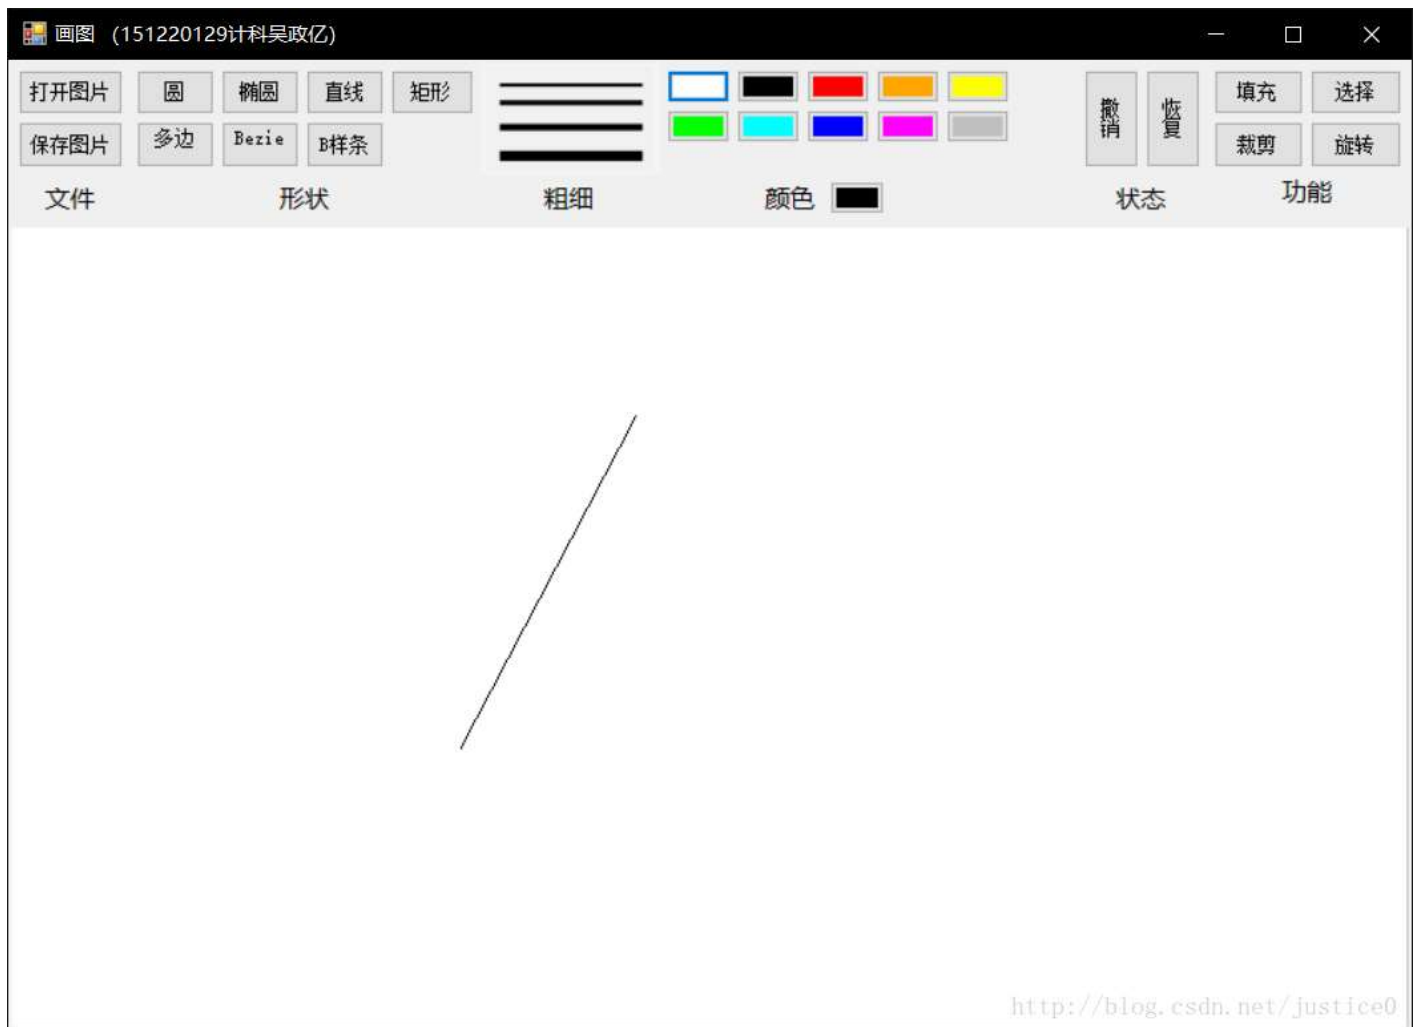 画图 (151220129计科吴政亿)
打开图片 圆 椭圆 直线 矩形 撤销 恢复 填充 选择
保存图片 多边 Bezie B样条 裁剪 旋转
文件 形状 粗细 颜色 状态 功能
http://blog.csdn.net/justice0